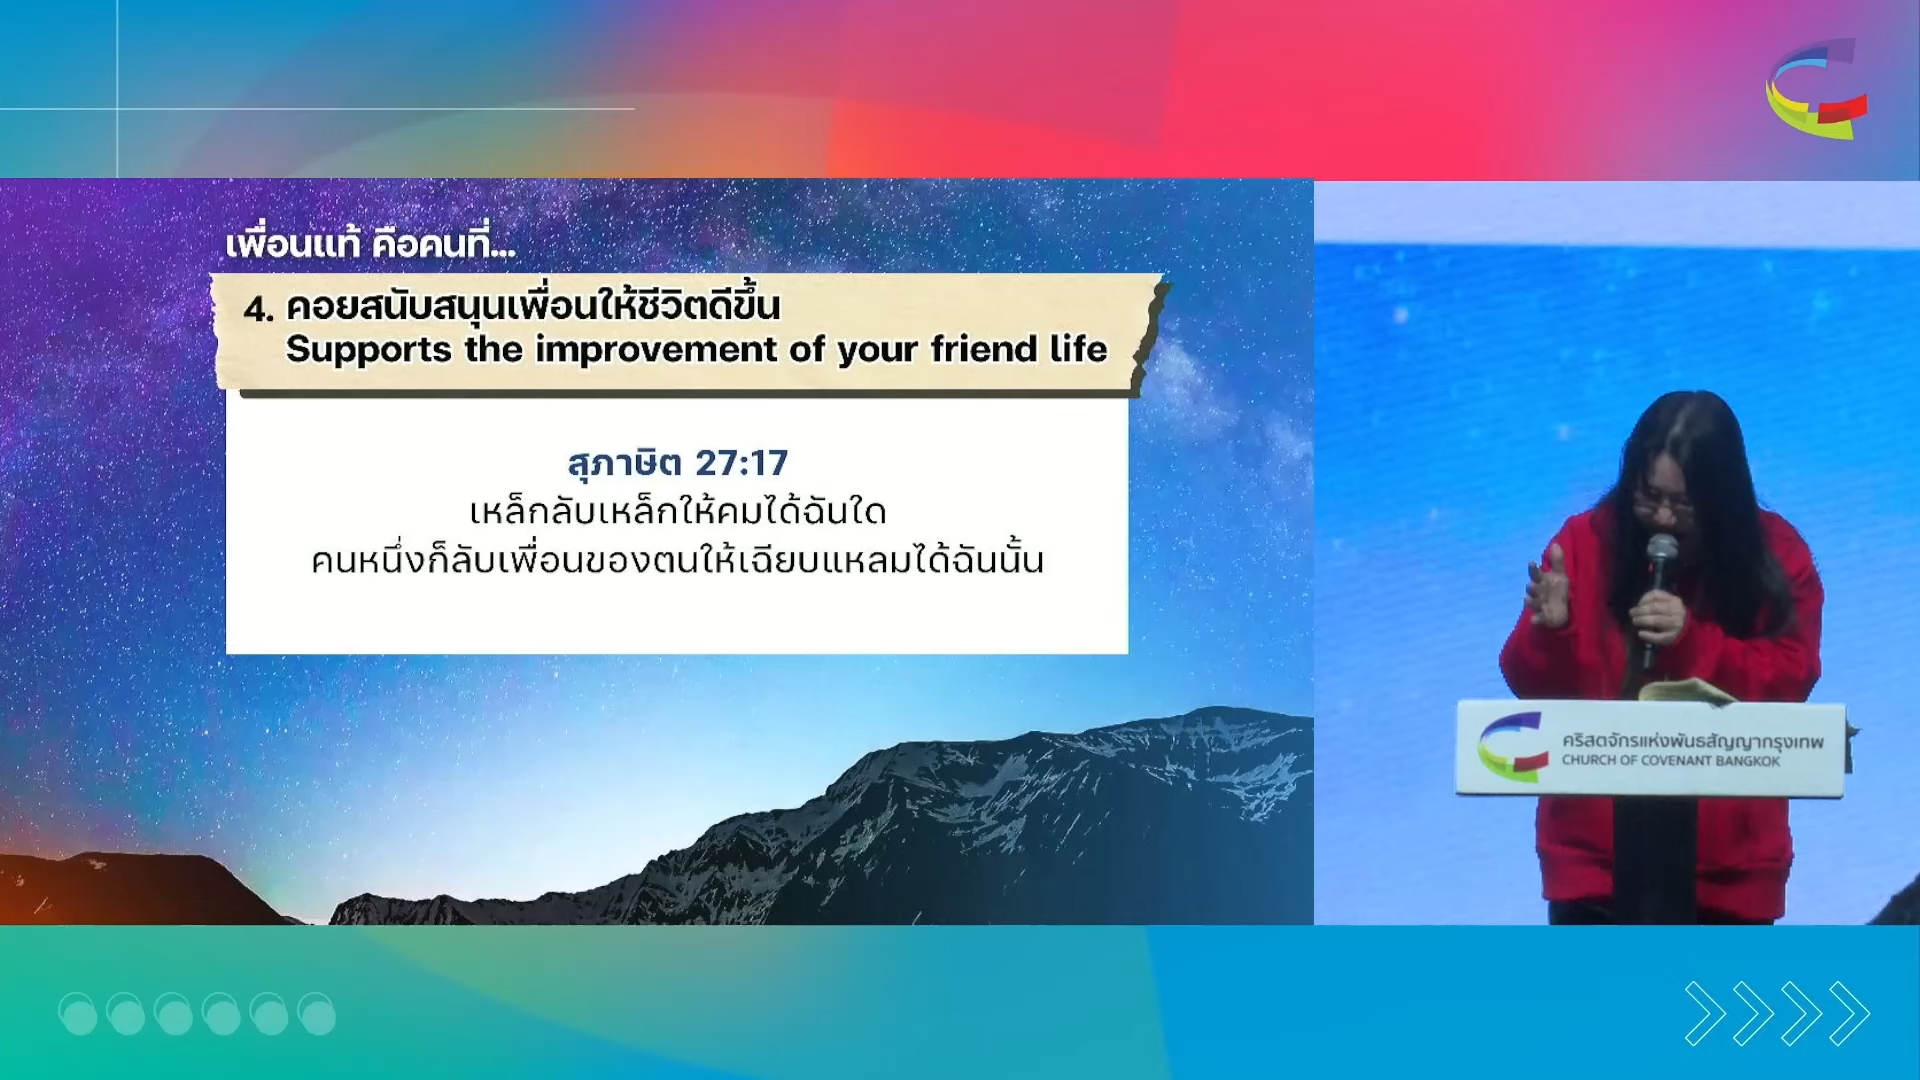 เพื่อนแท้ คือคนที่...
4. คอยสนับสนุนเพื่อนให้ชีวิตดีขึ้น
Supports the improvement of your friend life
สุภาษิต 27:17
เหล็กลับเหล็กให้คมได้ฉันใด
คนหนึ่งก็ลับเพื่อนของตนให้เฉียบแหลมได้ฉันนั้น
คริสตจักรแห่งพันธสัญญากรุงเทพ
CHURCH OF COVENANT BANGKOK